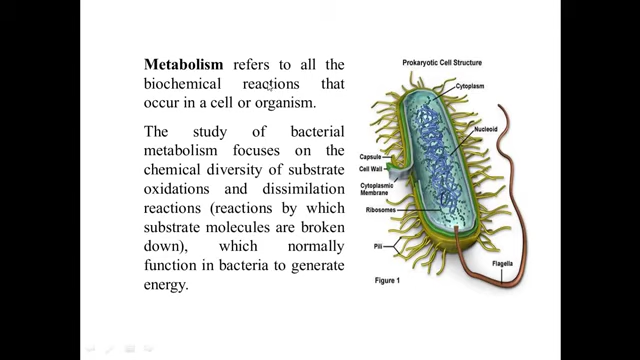 Metabolism refers to all the
biochemical reactions that
occur in a cell or organism.
The study of bacterial
metabolism focuses on the
chemical diversity of substrate
oxidations and dissimilation
reactions (reactions by which
substrate molecules are broken
down), which normally
function in bacteria to generate
energy.
Prokaryotic Cell Structure
Cytoplasm
Nucleoid
Capsule
Cell Wall
Cytoplasmic
Membrane
Ribosomes
Pili
Flagella
Figure 1